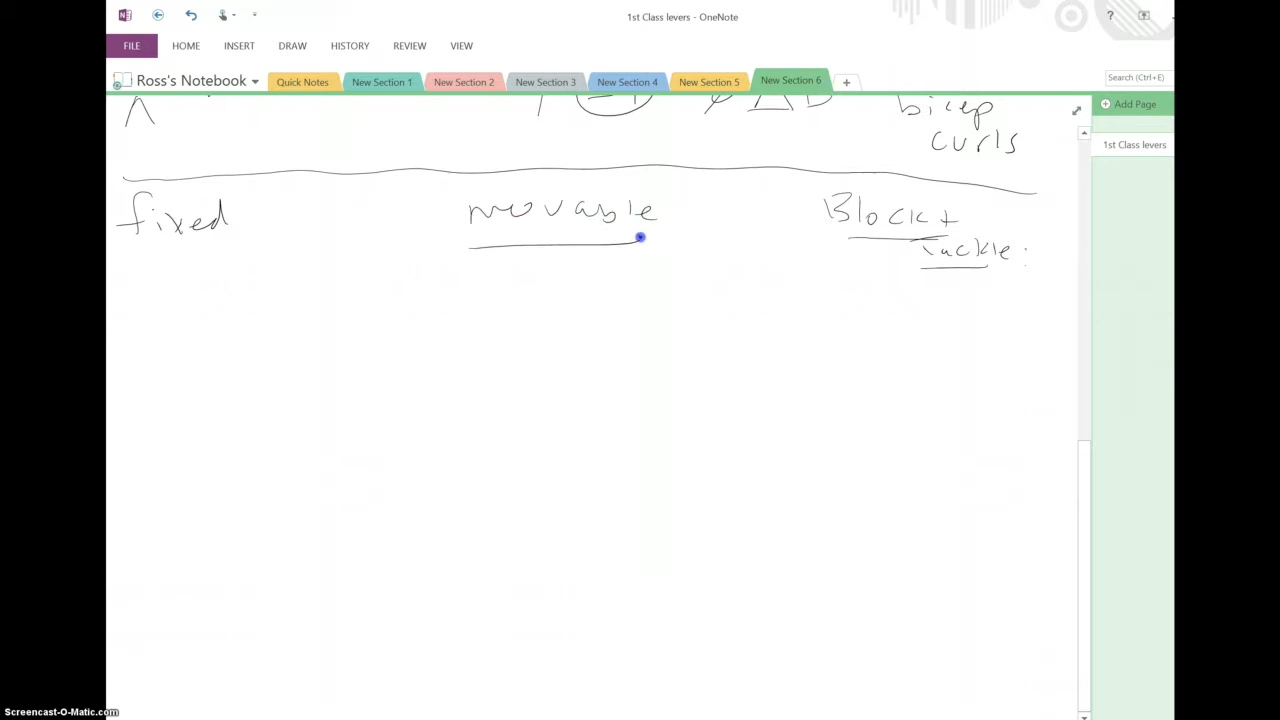 1st Class levers - OneNote
?
FILE HOME INSERT DRAW HISTORY REVIEW VIEW
Ross's Notebook Quick Notes New Section 1 New Section 2 New Section 3 New Section 4 New Section 5 New Section 6 Search (Ctrl+E)
Add Page
1st Class levers
bicep
curls
fixed
movable
Block +
Tackle:
Screencast-O-Matic.com